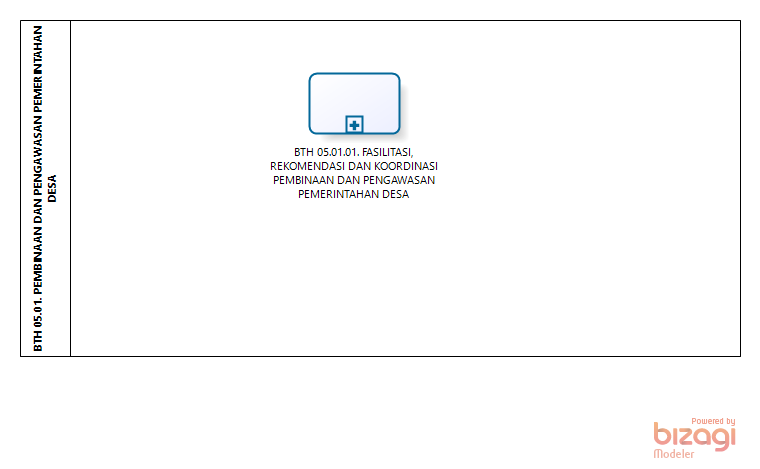 BTH 05.01. PEMBINAAN DAN PENGAWASAN PEMERINTAHAN
DESA
BTH 05.01.01. FASILITASI,
REKOMENDASI DAN KOORDINASI
PEMBINAAN DAN PENGAWASAN
PEMERINTAHAN DESA
Powered by
bizagi
Modeler